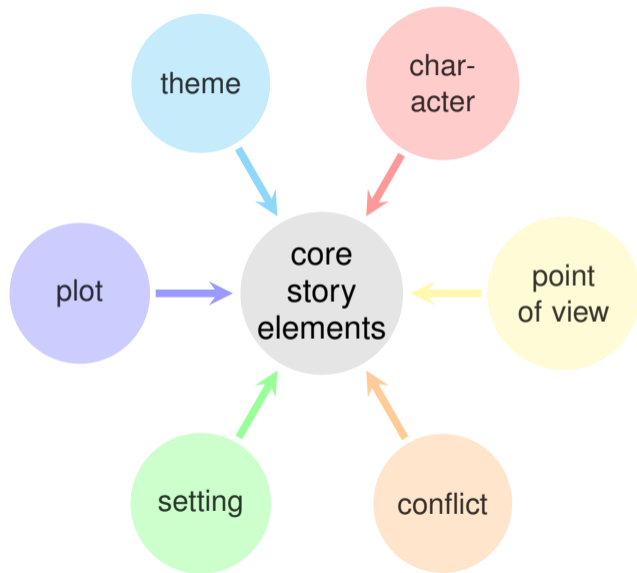 theme
char-
acter
core
story
elements
plot
point
of view
setting
conflict